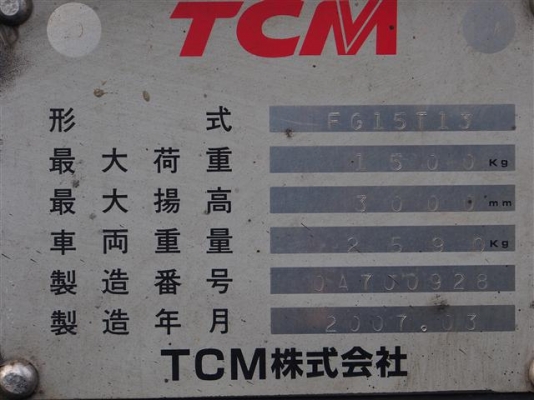 TCM
形式 FG15T13
最大荷重 1500 Kg
最大揚高 3000 mm
車両重量 2590 Kg
製造番号 0A700928
製造年月 2007.03
TCM株式会社